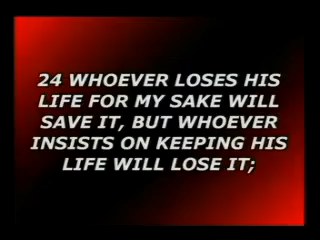 24 WHOEVER LOSES HIS
LIFE FOR MY SAKE WILL
SAVE IT, BUT WHOEVER
INSISTS ON KEEPING HIS
LIFE WILL LOSE IT;